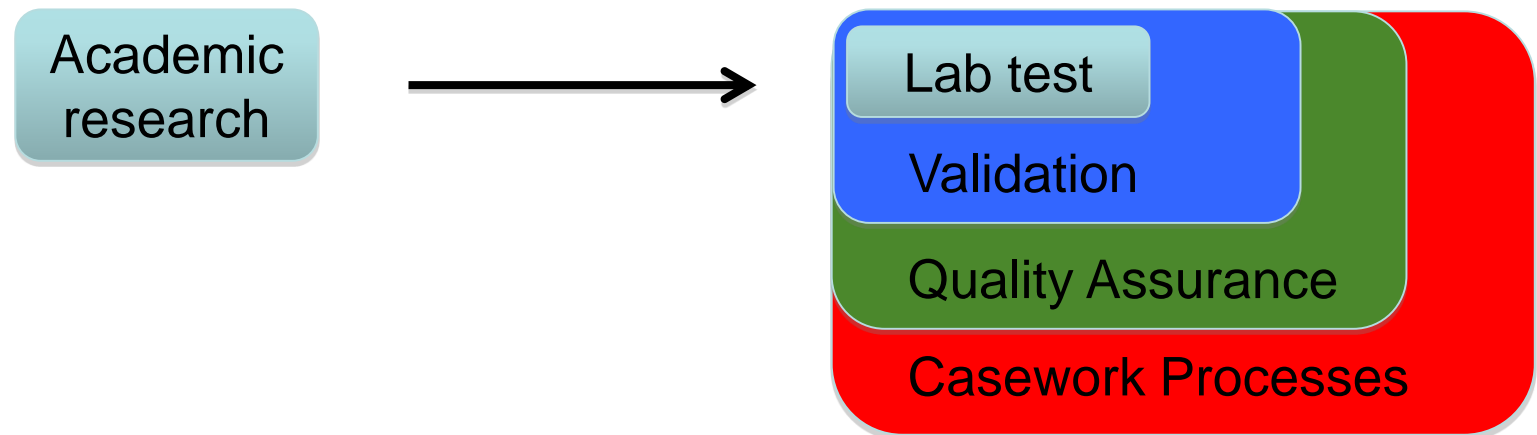 Academic
research
Lab test
Validation
Quality Assurance
Casework Processes